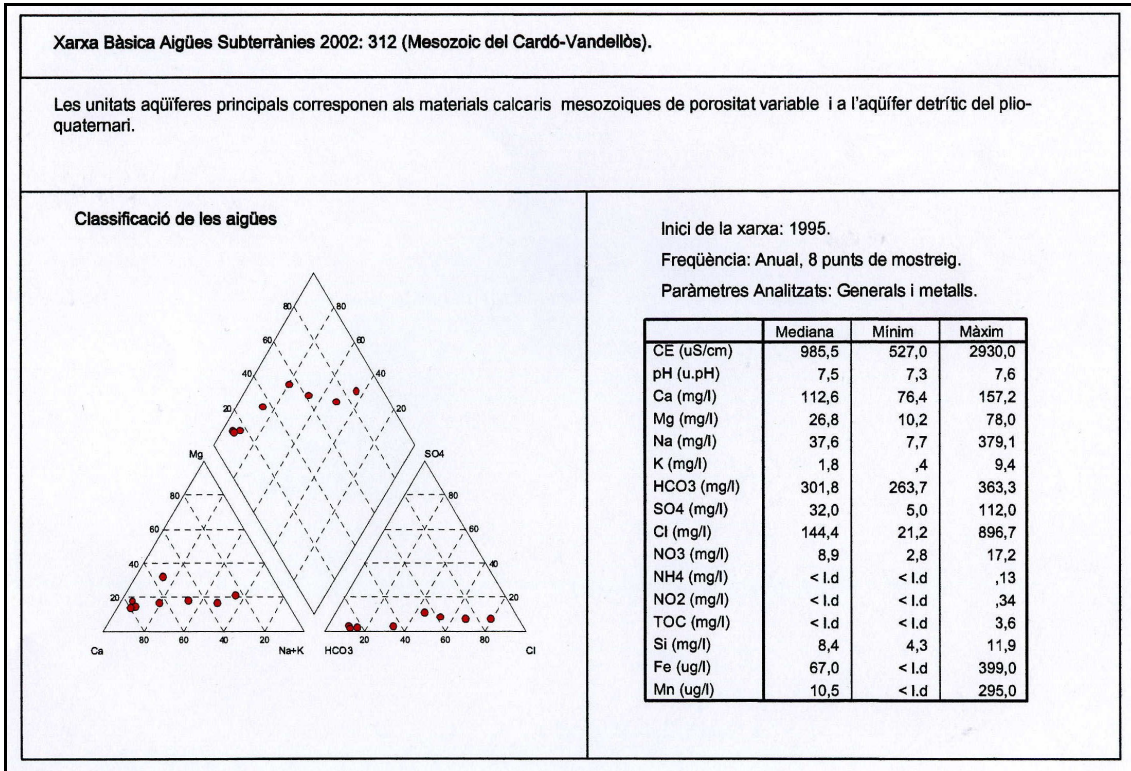 Xarxa Bàsica Aigües Subterrànies 2002: 312 (Mesozoic del Cardó-Vandellòs).
Les unitats aqüïferes principals corresponen als materials calcaris mesozoiques de porositat variable i a l'aqüífer detrític del plio-
quaternari.
Classificació de les aigües
80 80
60 60
40 40
20 20
Mg SO4
80 80
60 60
40 40
20 20
80 60 40 20 20 40 60 80
Ca Na+K HCO3 Cl
Inici de la xarxa: 1995.
Freqüència: Anual, 8 punts de mostreig.
Paràmetres Analitzats: Generals i metalls.
Mediana Mínim Màxim
CE (uS/cm) 985,5 527,0 2930,0
pH (u.pH) 7,5 7,3 7,6
Ca (mg/l) 112,6 76,4 157,2
Mg (mg/l) 26,8 10,2 78,0
Na (mg/l) 37,6 7,7 379,1
K (mg/l) 1,8 ,4 9,4
HCO3 (mg/l) 301,8 263,7 363,3
SO4 (mg/l) 32,0 5,0 112,0
Cl (mg/l) 144,4 21,2 896,7
NO3 (mg/l) 8,9 2,8 17,2
NH4 (mg/l) < l.d < l.d ,13
NO2 (mg/l) < l.d < l.d ,34
TOC (mg/l) < l.d < l.d 3,6
Si (mg/l) 8,4 4,3 11,9
Fe (ug/l) 67,0 < l.d 399,0
Mn (ug/l) 10,5 < l.d 295,0